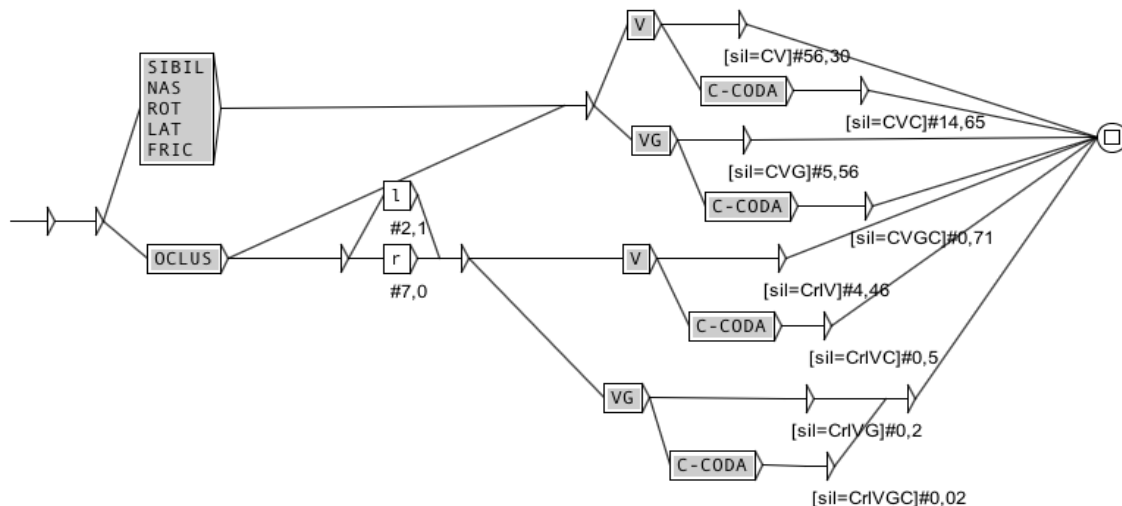 V
[sil=CV]#56,30
SIBIL
NAS
ROT
LAT
FRIC
C-CODA
[sil=CVC]#14,65
VG
[sil=CVG]#5,56
l
C-CODA
#2,1
[sil=CVGC]#0,71
OCLUS
r
V
#7,0
[sil=CrlV]#4,46
C-CODA
[sil=CrlVC]#0,5
VG
[sil=CrlVG]#0,2
C-CODA
[sil=CrlVGC]#0,02